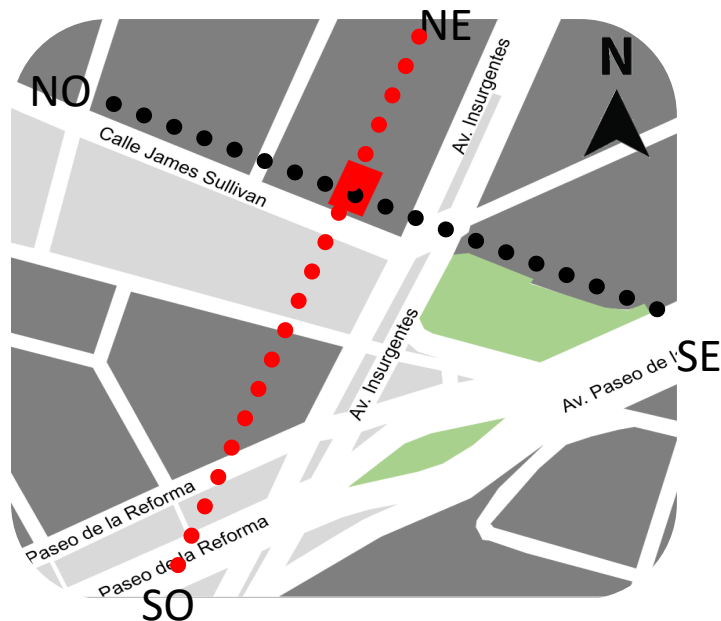 NE
N
NO
Av. Insurgentes
Calle James Sullivan
Av. Insurgentes
SE
Av. Paseo de l
Paseo de la Reforma
Paseo de la Reforma
SO